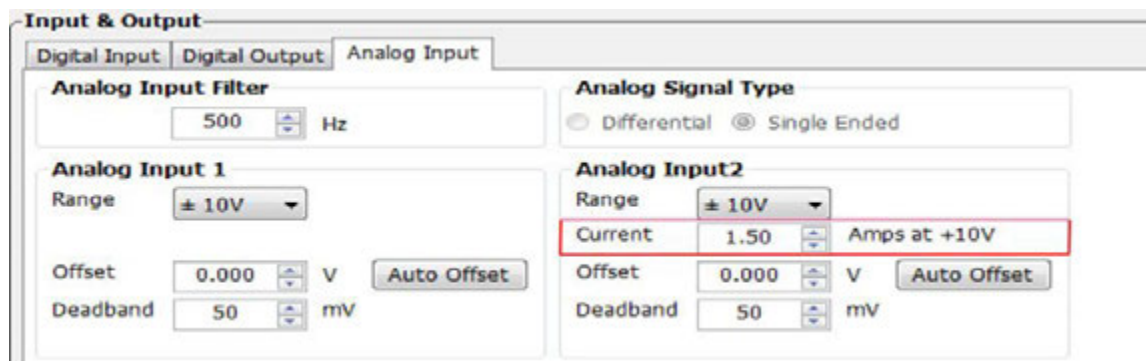 Input & Output
Digital Input Digital Output Analog Input
Analog Input Filter
500 Hz
Analog Signal Type
Differential Single Ended
Analog Input 1
Range ± 10V
Offset 0.000 V Auto Offset
Deadband 50 mV
Analog Input2
Range ± 10V
Current 1.50 Amps at +10V
Offset 0.000 V Auto Offset
Deadband 50 mV